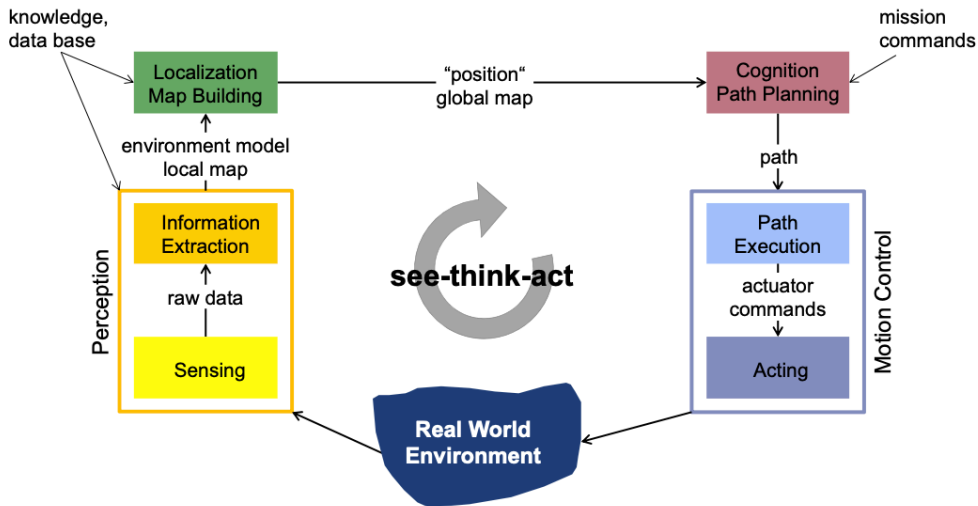 knowledge,
data base
mission
commands
Localization
Map Building
“position“
global map
Cognition
Path Planning
environment model
local map
path
Perception
Information
Extraction
raw data
Sensing
see-think-act
Path
Execution
actuator
commands
Acting
Motion Control
Real World
Environment